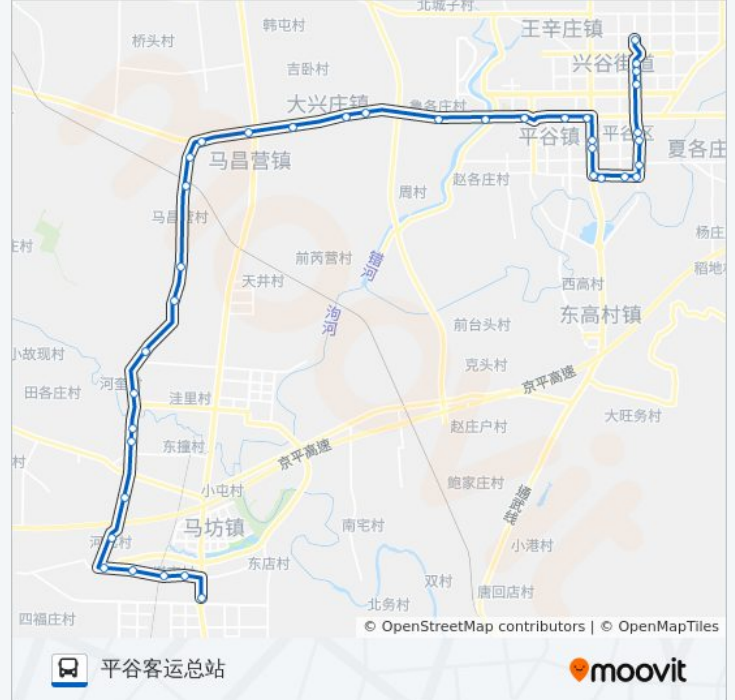 北城子村
王辛庄镇
韩屯村
桥头村
兴谷街道
吉卧村
大兴庄镇
鲁各庄村
平谷镇
平谷区
夏各庄
马昌营镇
赵各庄村
周村
马昌营村
杨庄
庄村
错河
前芮营村
稻地
天井村
西高村
泃河
东高村镇
前台头村
小故现村
克头村
京平高速
田各庄村
洼里村
大旺务村
赵庄户村
东撞村
京平高速
村
鲍家庄村
小屯村
通武线
马坊镇
南宅村
小港村
东店村
双村
唐回店村
北务村
四福庄村
© OpenStreetMap contributors | © OpenMapTiles
平谷客运总站
moovit